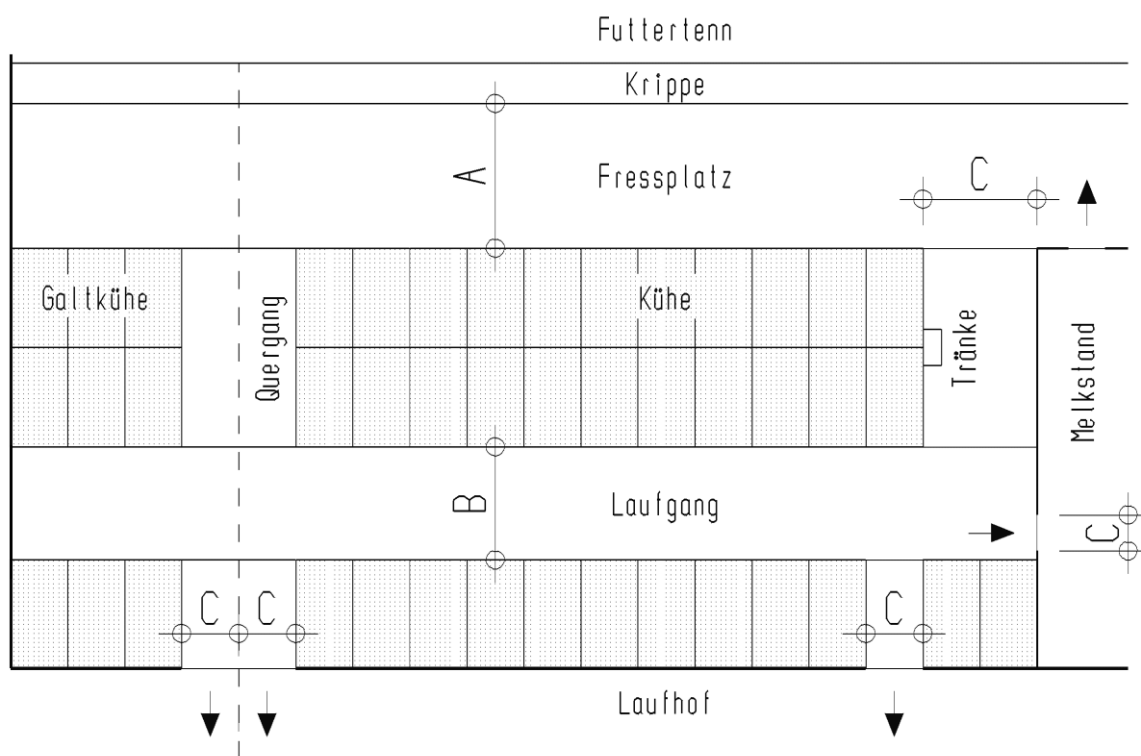 Futtertenn
Krippe
A
Fressplatz
C
Galtkühe
Quergang
Kühe
Tränke
Melkstand
B
Laufgang
C
C
C
C
Laufhof